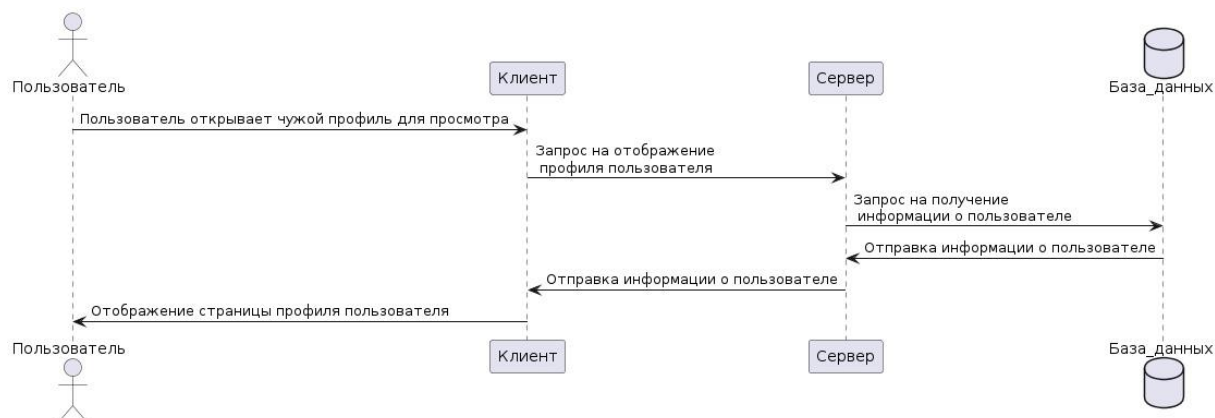 Пользователь
Клиент
Сервер
База_данных
Пользователь открывает чужой профиль для просмотра
Запрос на отображение
профиля пользователя
Запрос на получение
информации о пользователе
Отправка информации о пользователе
Отправка информации о пользователе
Отображение страницы профиля пользователя
Пользователь
Клиент
Сервер
База_данных